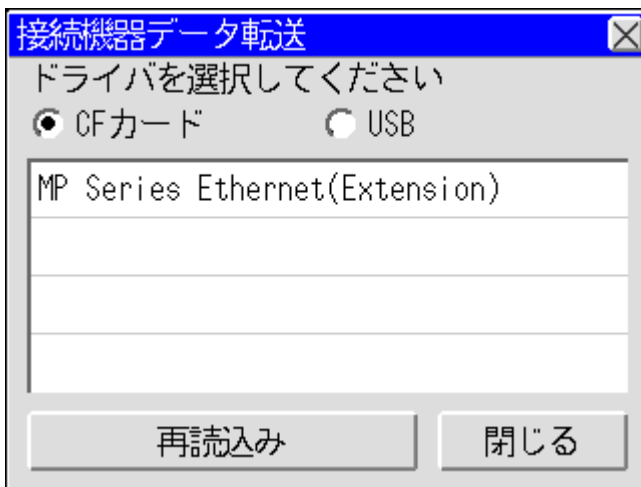 接続機器データ転送
ドライバを選択してください
CFカード USB
MP Series Ethernet(Extension)
再読込み 閉じる